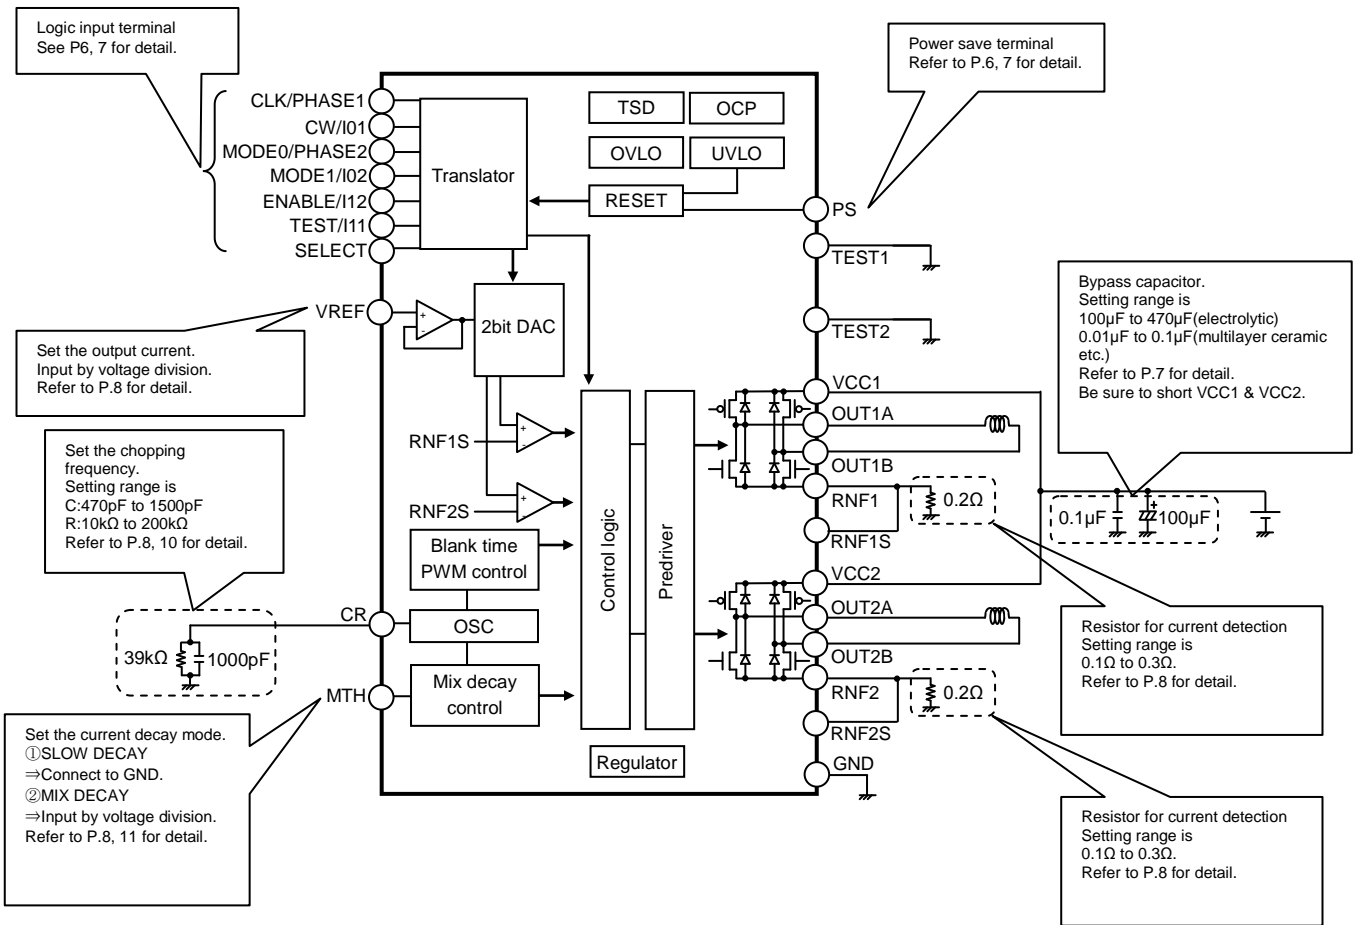 Logic input terminal
See P6, 7 for detail.
Power save terminal
Refer to P.6, 7 for detail.
CLK/PHASE1
CW/I01
MODE0/PHASE2
MODE1/I02
ENABLE/I12
TEST/I11
SELECT
Translator
TSD
OCP
OVLO
UVLO
RESET
PS
TEST1
TEST2
VREF
+
-
2bit DAC
Set the output current.
Input by voltage division.
Refer to P.8 for detail.
Bypass capacitor.
Setting range is
100µF to 470µF(electrolytic)
0.01µF to 0.1µF(multilayer ceramic
etc.)
Refer to P.7 for detail.
Be sure to short VCC1 & VCC2.
VCC1
OUT1A
OUT1B
RNF1
RNF1S
0.2Ω
0.1µF
+
100µF
RNF1S
+
-
RNF2S
+
-
Set the chopping
frequency.
Setting range is
C:470pF to 1500pF
R:10kΩ to 200kΩ
Refer to P.8, 10 for detail.
Blank time
PWM control
Control logic
Predriver
CR
OSC
39kΩ
1000pF
MTH
Mix decay
control
VCC2
OUT2A
OUT2B
RNF2
RNF2S
0.2Ω
Resistor for current detection
Setting range is
0.1Ω to 0.3Ω.
Refer to P.8 for detail.
Set the current decay mode.
①SLOW DECAY
⇒Connect to GND.
②MIX DECAY
⇒Input by voltage division.
Refer to P.8, 11 for detail.
Regulator
GND
Resistor for current detection
Setting range is
0.1Ω to 0.3Ω.
Refer to P.8 for detail.